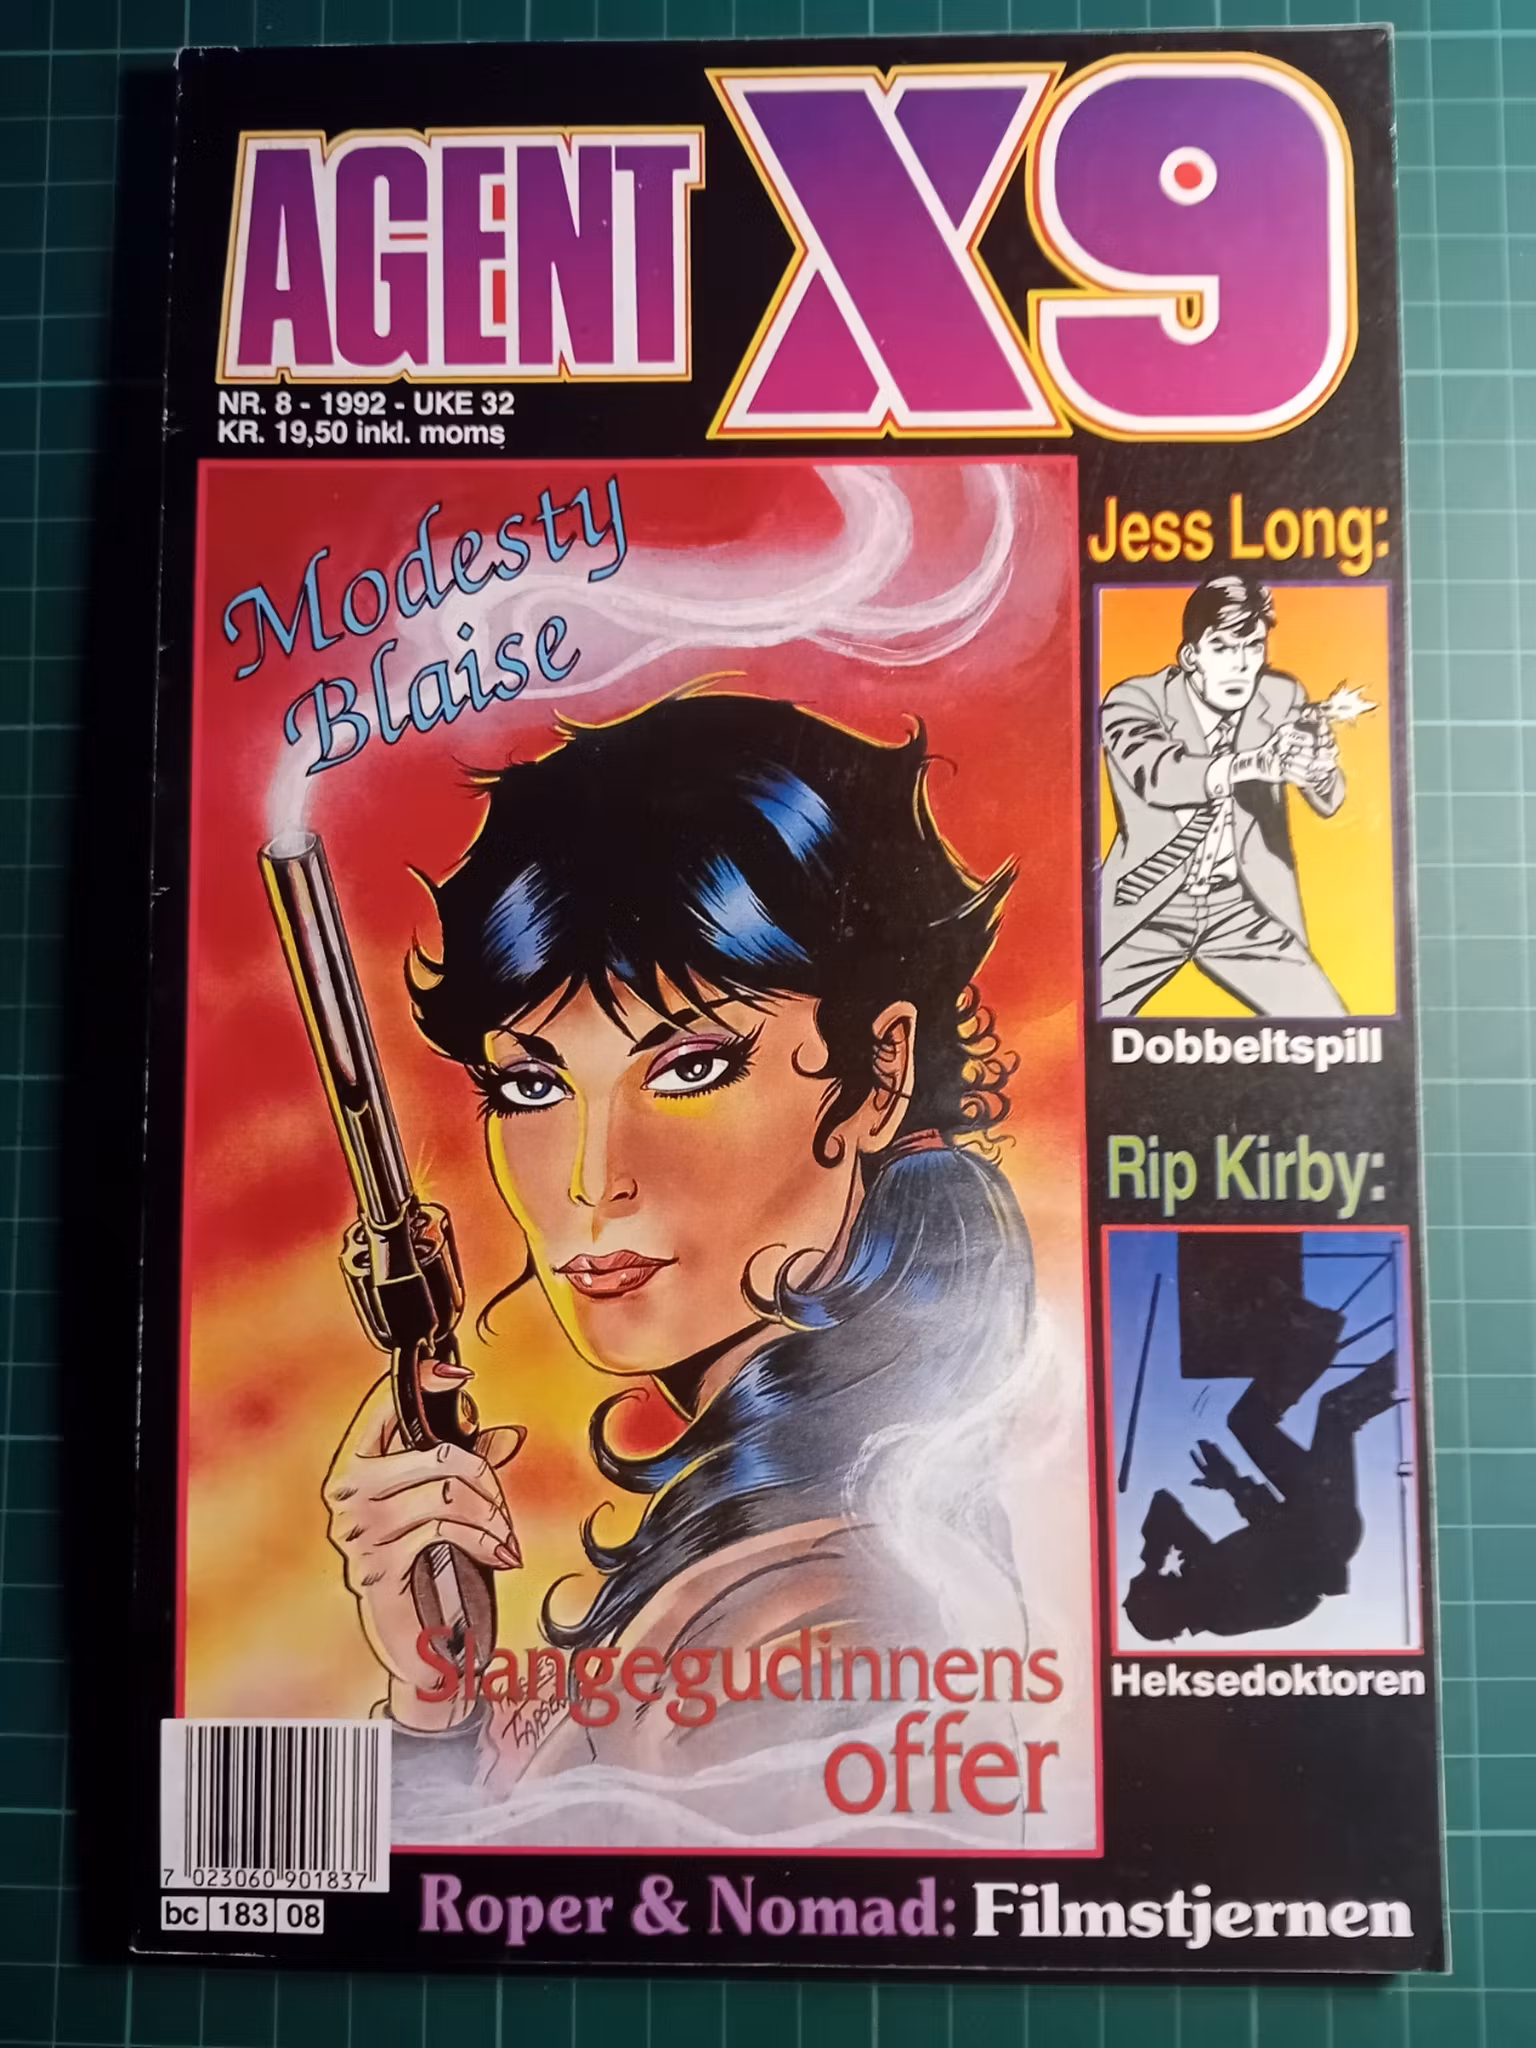 AGENT X9
NR. 8 - 1992 - UKE 32
KR. 19,50 inkl. moms
Modesty
Blaise
Jess Long:
Dobbeltspill
Rip Kirby:
Heksedoktoren
Slangegudinnens
offer
LARSEN
7 023060 901837
bc 183 08
Roper & Nomad: Filmstjernen